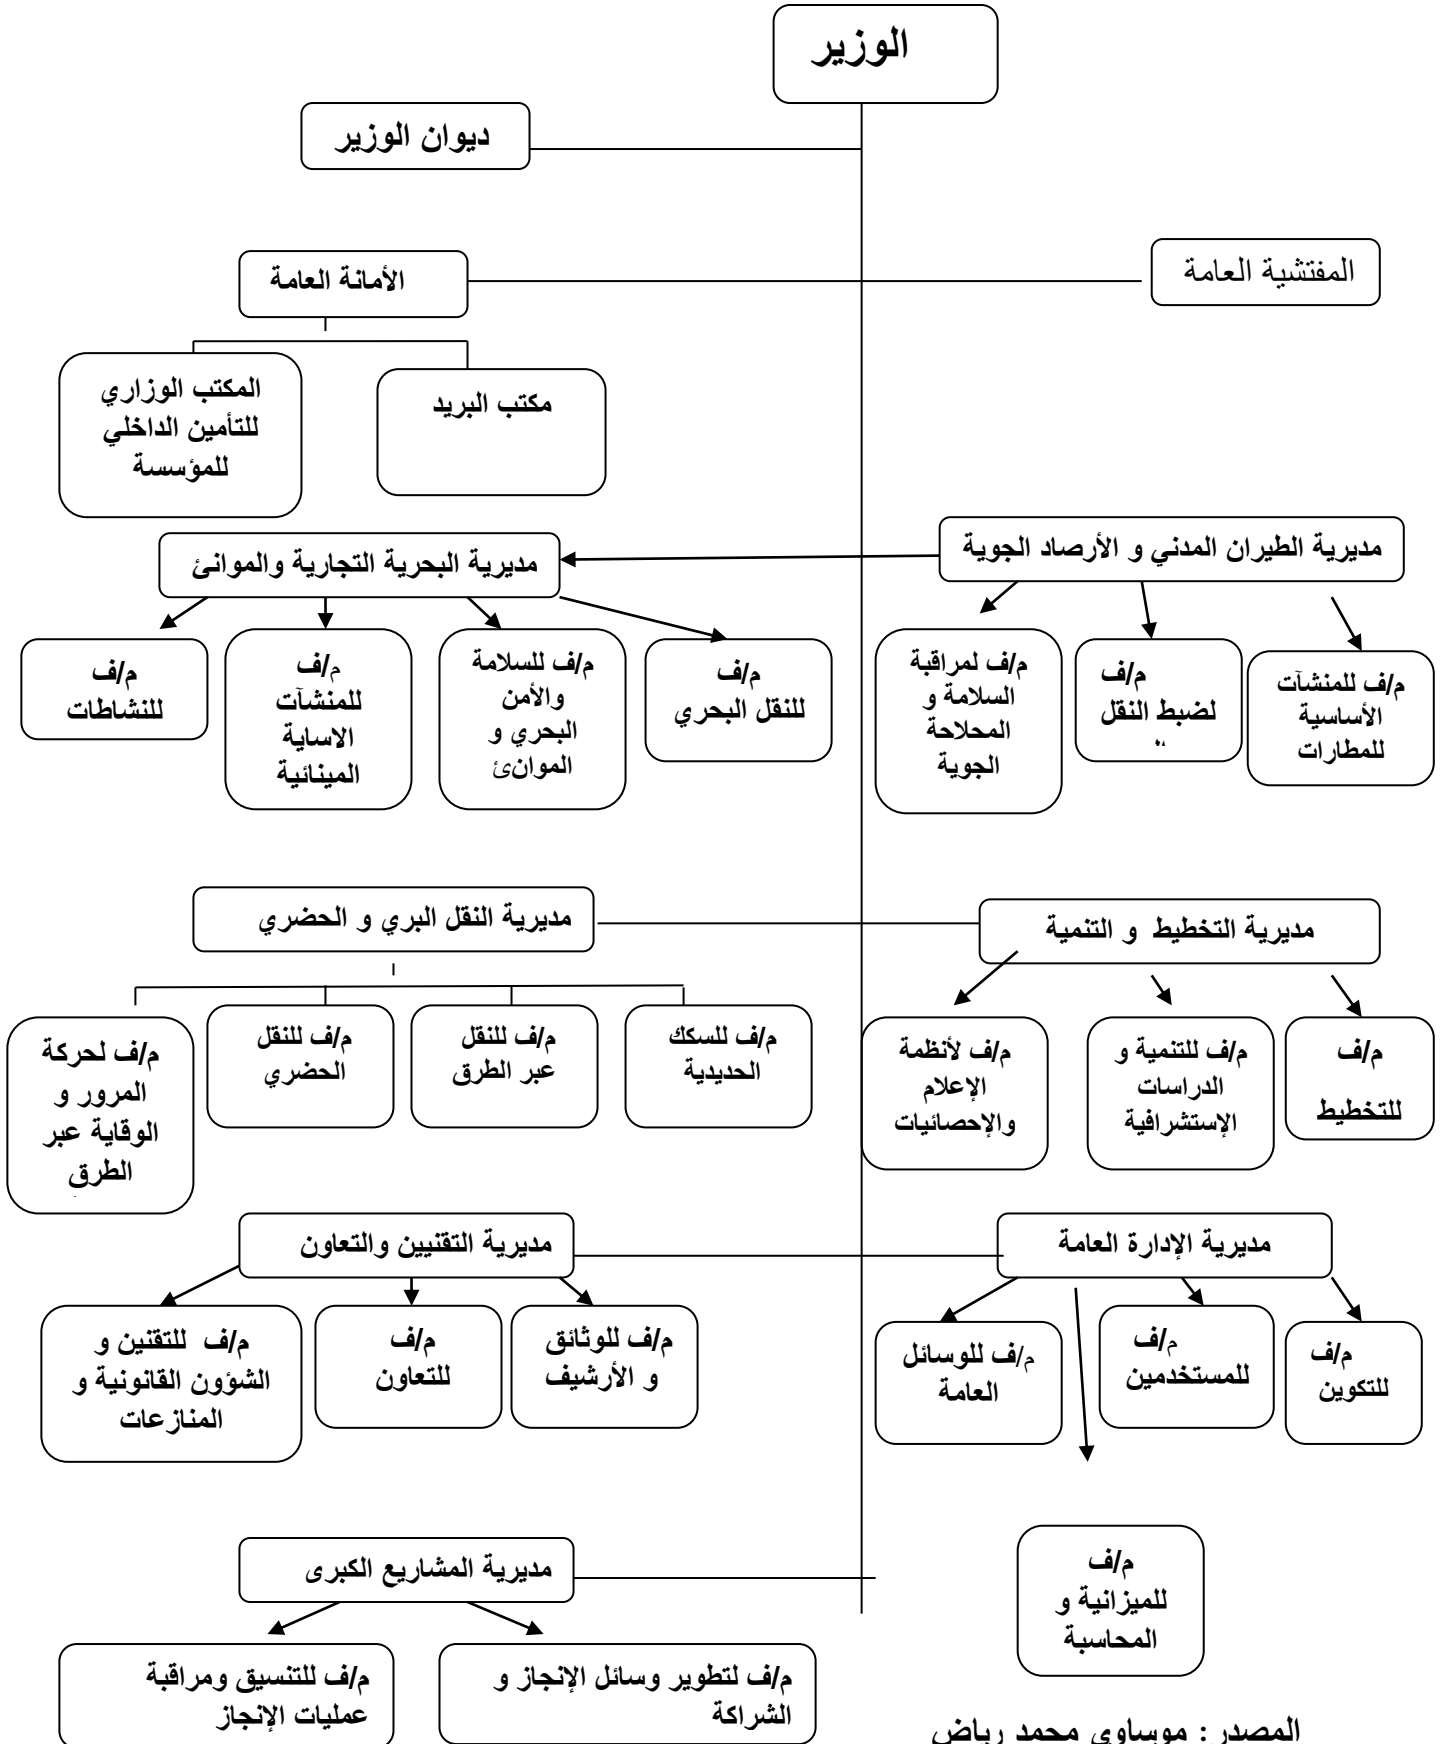 الوزير
ديوان الوزير
المفتشية العامة
الأمانة العامة
مكتب البريد
المكتب الوزاري
للتأمين الداخلي
للمؤسسة
مديرية الطيران المدني و الأرصاد الجوية
مديرية البحرية التجارية والموانئ
م/ف للمنشآت
الأساسية
للمطارات
م/ف
لضبط النقل
م/ف لمراقبة
السلامة و
المحلاحة
الجوية
م/ف
للنقل البحري
م/ف للسلامة
والأمن
البحري و
الموانئ
م/ف
للمنشآت
الاساية
المينائية
م/ف
للنشاطات
مديرية التخطيط و التنمية
مديرية النقل البري و الحضري
م/ف
للتخطيط
م/ف للتنمية و
الدراسات
الإستشرافية
م/ف لأنظمة
الإعلام
والإحصائيات
م/ف للسكك
الحديدية
م/ف للنقل
عبر الطرق
م/ف للنقل
الحضري
م/ف لحركة
المرور و
الوقاية عبر
الطرق
مديرية الإدارة العامة
مديرية التقنيين والتعاون
م/ف
للتكوين
م/ف
للمستخدمين
م/ف للوسائل
العامة
م/ف للوثائق
و الأرشيف
م/ف
للتعاون
م/ف للتقنين و
الشؤون القانونية و
المنازعات
م/ف
للميزانية و
المحاسبة
مديرية المشاريع الكبرى
م/ف لتطوير وسائل الإنجاز و
الشراكة
م/ف للتنسيق ومراقبة
عمليات الإنجاز
المصدر : موساوي محمد رياض